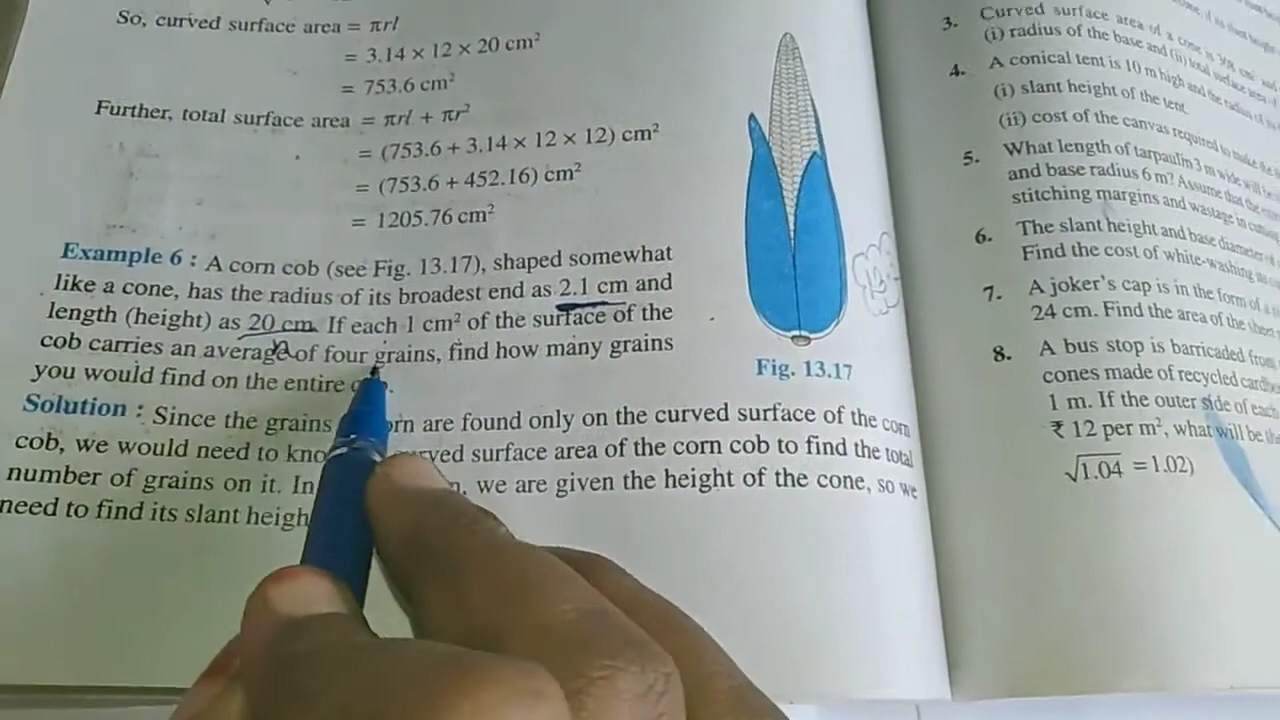 So, curved surface area = πrl
= 3.14 × 12 × 20 cm²
= 753.6 cm²
Further, total surface area = πrl + πr²
= (753.6 + 3.14 × 12 × 12) cm²
= (753.6 + 452.16) cm²
= 1205.76 cm²
Example 6 : A corn cob (see Fig. 13.17), shaped somewhat
like a cone, has the radius of its broadest end as 2.1 cm and
length (height) as 20 cm. If each 1 cm² of the surface of the
cob carries an average of four grains, find how many grains
you would find on the entire
Solution : Since the grains are found only on the curved surface of the corn
cob, we would need to curved surface area of the corn cob to find the total
number of grains on it. In we are given the height of the cone, so we
need to find its slant
Fig. 13.17
3. Curved surface area of a cone is 308 cm² and
(i) radius of the base and (ii) total surface area
4. A conical tent is 10 m high and the radius of
(i) slant height of the tent.
(ii) cost of the canvas required to make the
5. What length of tarpaulin 3 m wide will be
and base radius 6 m? Assume that the
stitching margins and wastage in
6. The slant height and base diameter of
Find the cost of white-washing
7. A joker's cap is in the form of a
24 cm. Find the area of the sheet
8. A bus stop is barricaded from
cones made of recycled
1 m. If the outer side of each
₹ 12 per m², what will be the
√1.04 = 1.02)